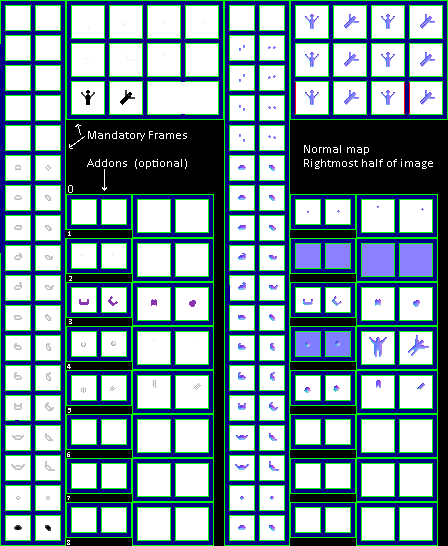 Mandatory Frames
Addons (optional)
Normal map
Rightmost half of image
0
1
2
3
4
5
6
7
8